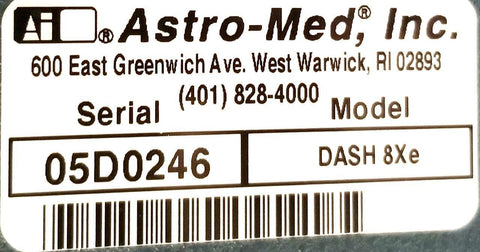 Ai® Astro-Med,® Inc.
600 East Greenwich Ave. West Warwick, RI 02893
(401) 828-4000
Serial Model
05D0246 DASH 8Xe